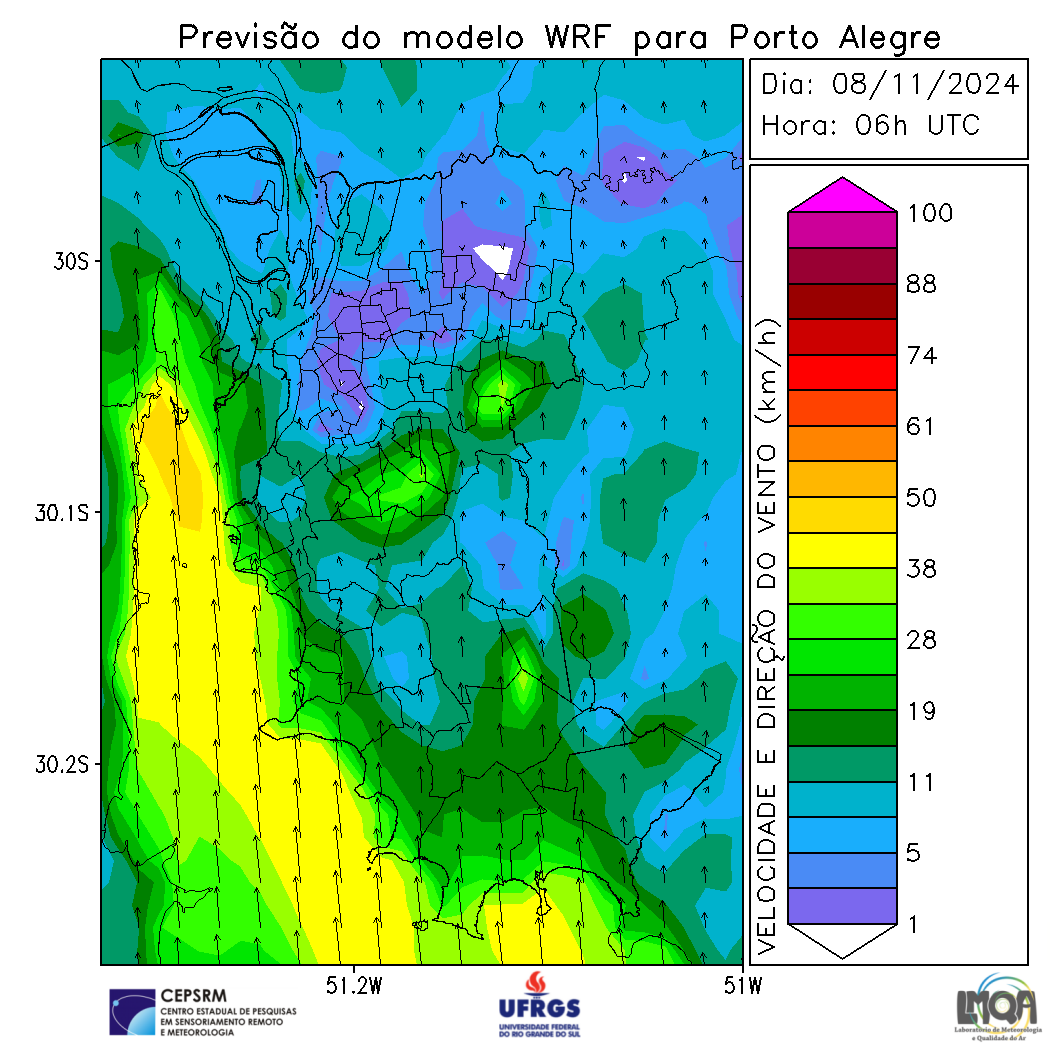 Previsão do modelo WRF para Porto Alegre
Dia: 08/11/2024
Hora: 06h UTC
30S
30.1S
30.2S
51.2W
51W
VELOCIDADE E DIREÇÃO DO VENTO (km/h)
100
88
74
61
50
38
28
19
11
5
1
CEPSRM
CENTRO ESTADUAL DE PESQUISAS
EM SENSORIAMENTO REMOTO
E METEOROLOGIA
UFRGS
UNIVERSIDADE FEDERAL
DO RIO GRANDE DO SUL
LMQA
Laboratório de Meteorologia
e Qualidade do Ar